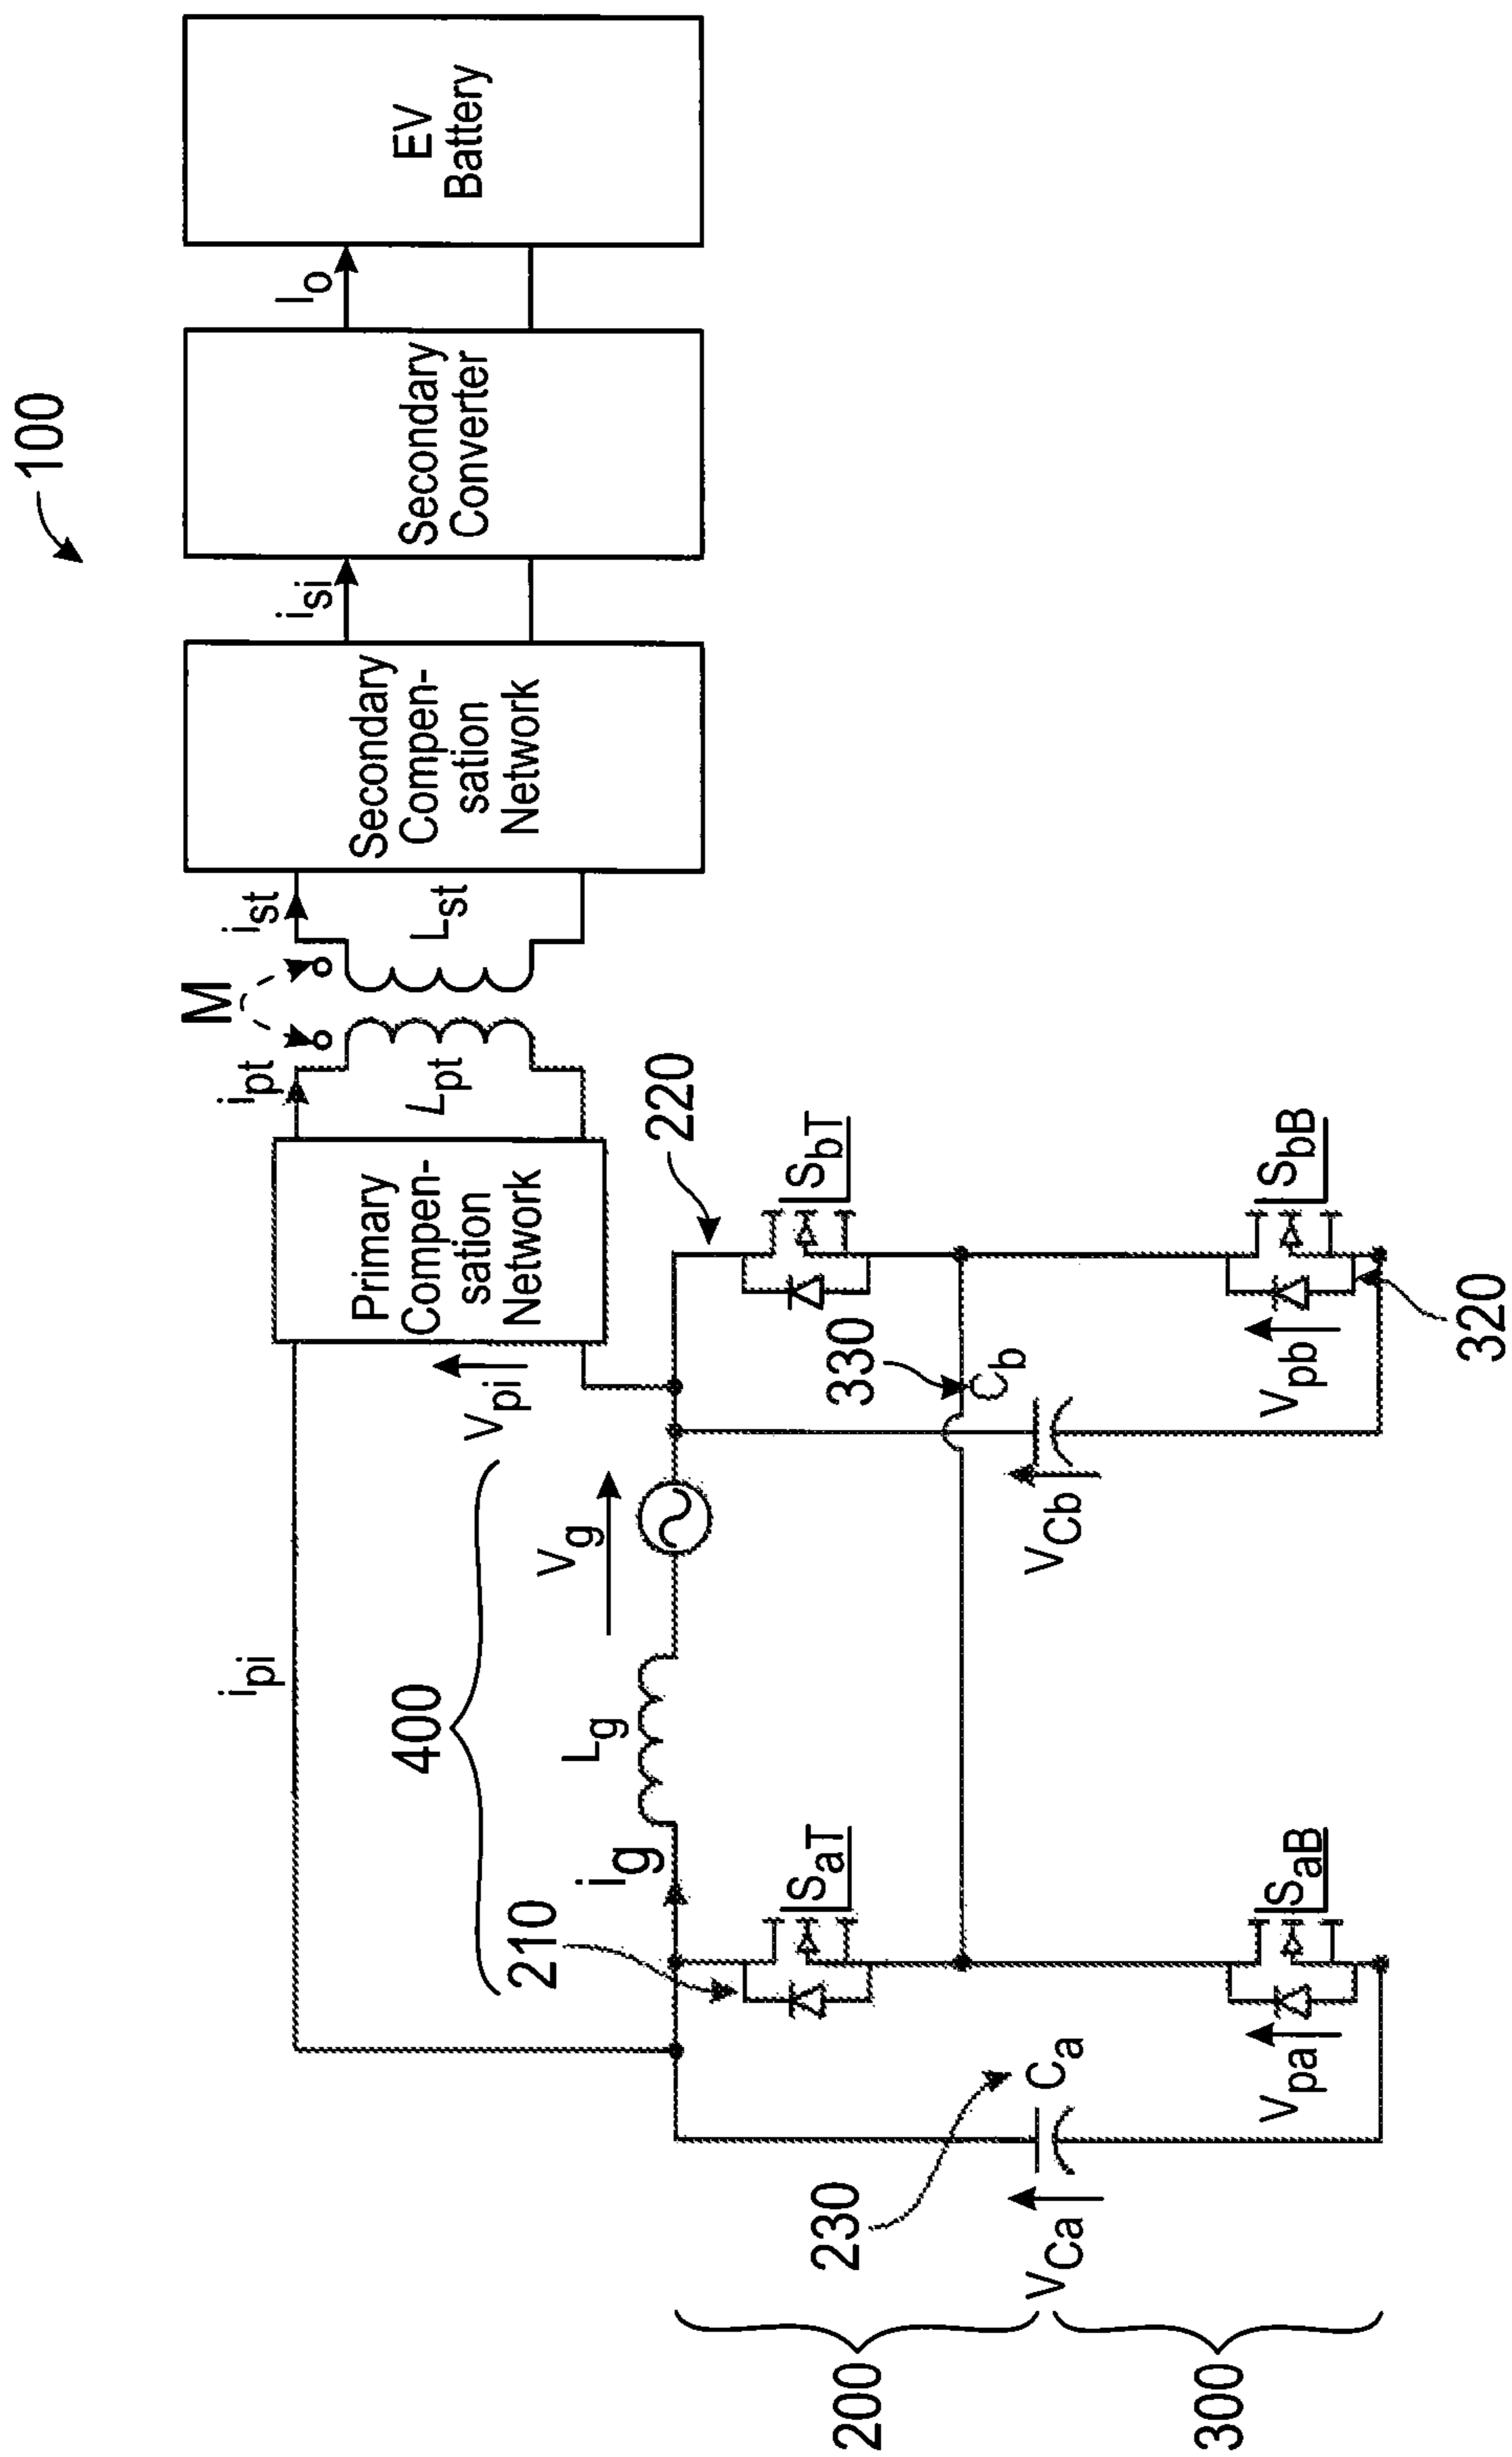 100
EV
Battery
I_o
Secondary
Converter
i_si
Secondary
Compen-
sation
Network
i_st
L_st
M
i_pt
L_pt
Primary
Compen-
sation
Network
V_pi
i_pi
400
V_g
L_g
i_g
210
220
S_aT
S_bT
330
C_b
V_Cb
230
C_a
V_Ca
S_aB
S_bB
V_pa
V_pb
320
200
300